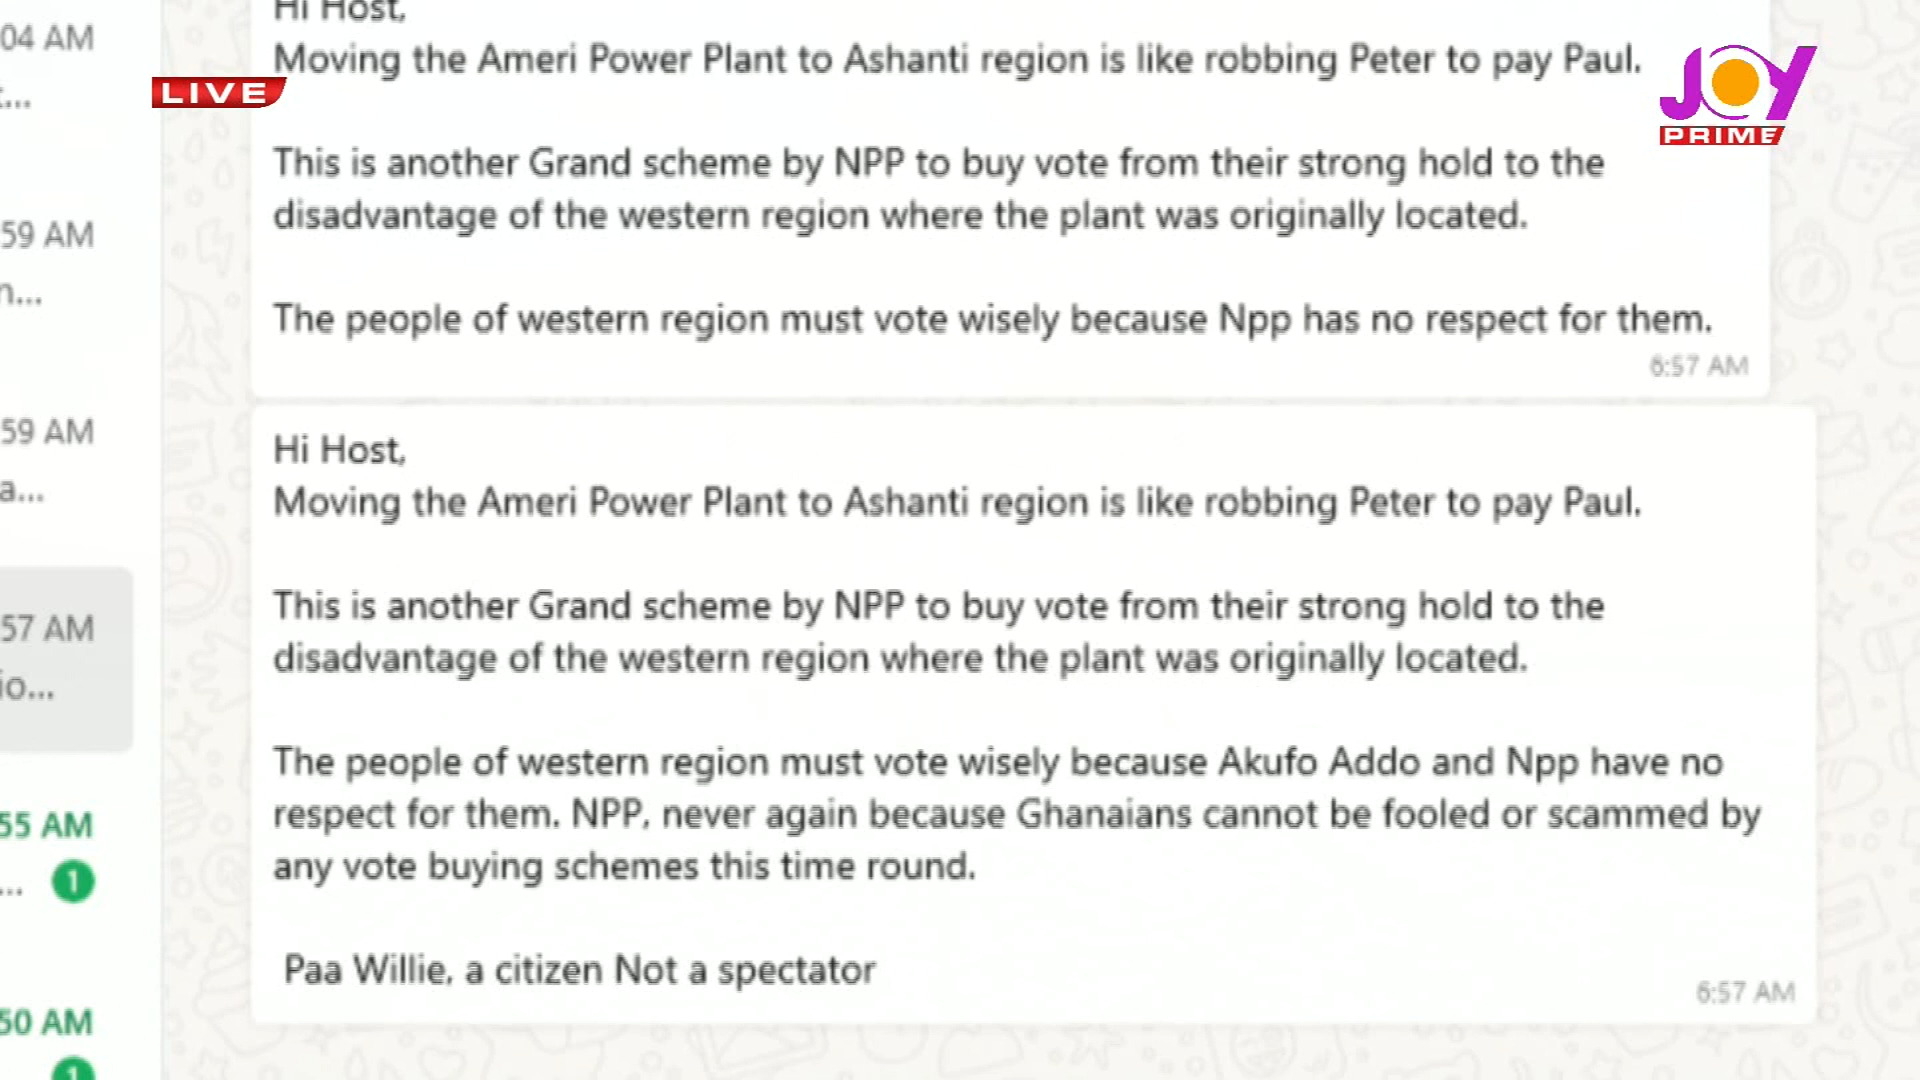 Hi Host,
Moving the Ameri Power Plant to Ashanti region is like robbing Peter to pay Paul.
This is another Grand scheme by NPP to buy vote from their strong hold to the
disadvantage of the western region where the plant was originally located.
The people of western region must vote wisely because Npp has no respect for them.
6:57 AM
Hi Host,
Moving the Ameri Power Plant to Ashanti region is like robbing Peter to pay Paul.
This is another Grand scheme by NPP to buy vote from their strong hold to the
disadvantage of the western region where the plant was originally located.
The people of western region must vote wisely because Akufo Addo and Npp have no
respect for them. NPP, never again because Ghanaians cannot be fooled or scammed by
any vote buying schemes this time round.
Paa Willie, a citizen Not a spectator
6:57 AM
LIVE
JOY
PRIME
04 AM
59 AM
59 AM
57 AM
55 AM
1
50 AM
1